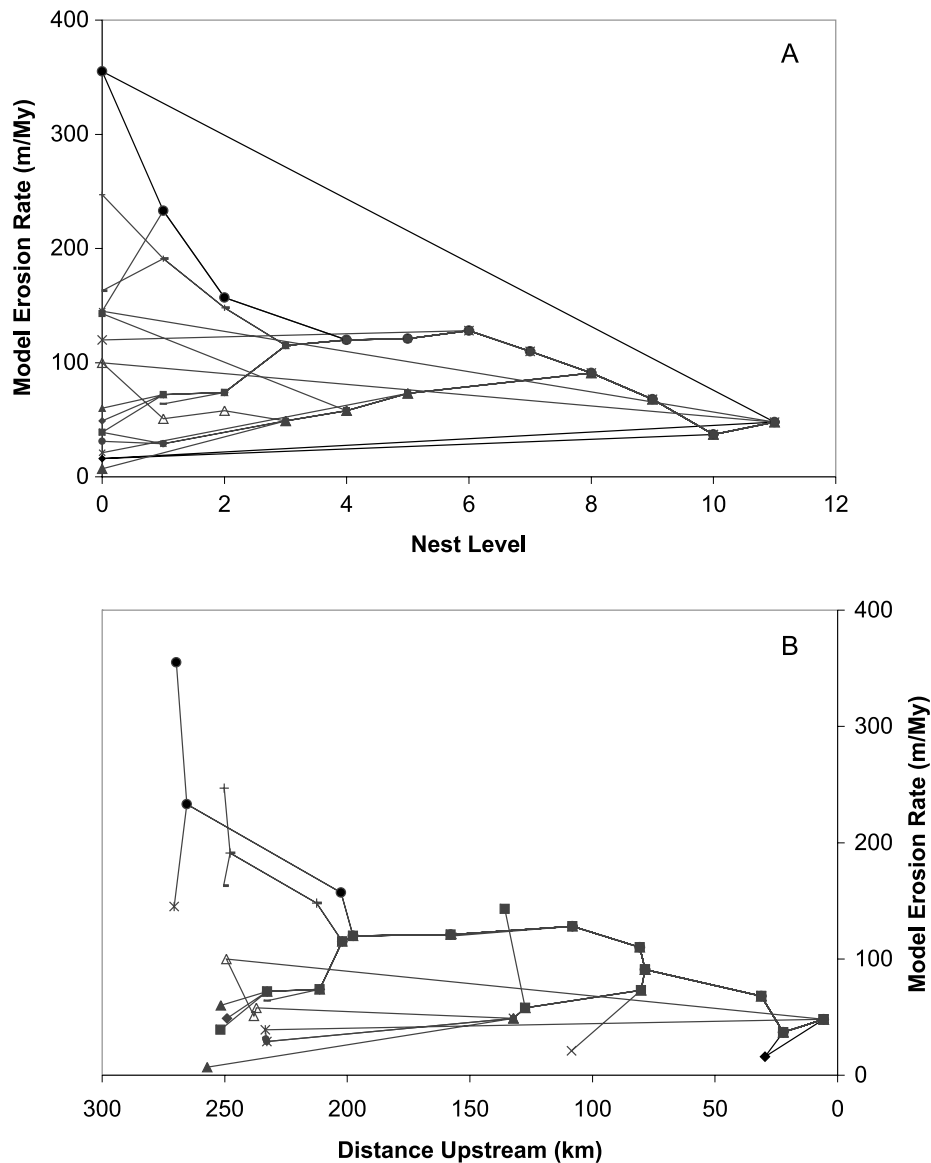 A
400
300
200
100
0
Model Erosion Rate (m/My)
0 2 4 6 8 10 12
Nest Level
B
400
300
200
100
0
Model Erosion Rate (m/My)
300 250 200 150 100 50 0
Distance Upstream (km)